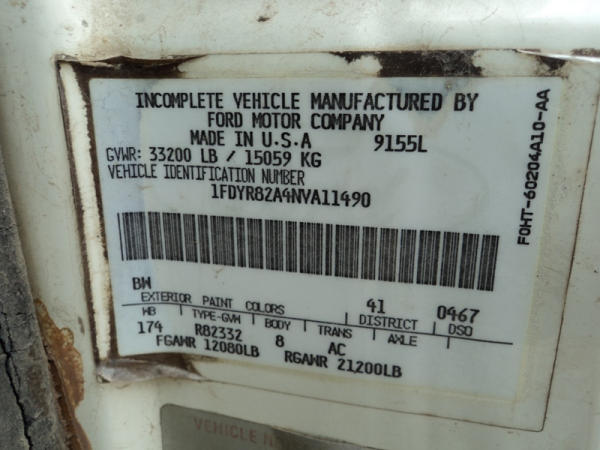 INCOMPLETE VEHICLE MANUFACTURED BY
FORD MOTOR COMPANY
MADE IN U.S.A 9155L
GVWR: 33200 LB / 15059 KG
VEHICLE IDENTIFICATION NUMBER
1FDYR82A4NVA11490
F0HT-60204A10-AA
BW 41 0467
EXTERIOR PAINT COLORS DISTRICT DSO
WB TYPE-GVW BODY TRANS AXLE
174 R82332 8 AC
FGAWR 12080LB RGAWR 21200LB
VEHICLE